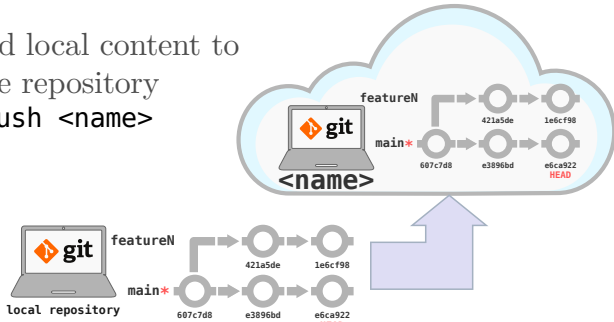 d local content to
e repository
ush <name>
featureN
421a5de 1e6cf98
git
main*
607c7d8 e3896bd e6ca922
HEAD
<name>
featureN
421a5de 1e6cf98
git
main*
local repository
607c7d8 e3896bd e6ca922